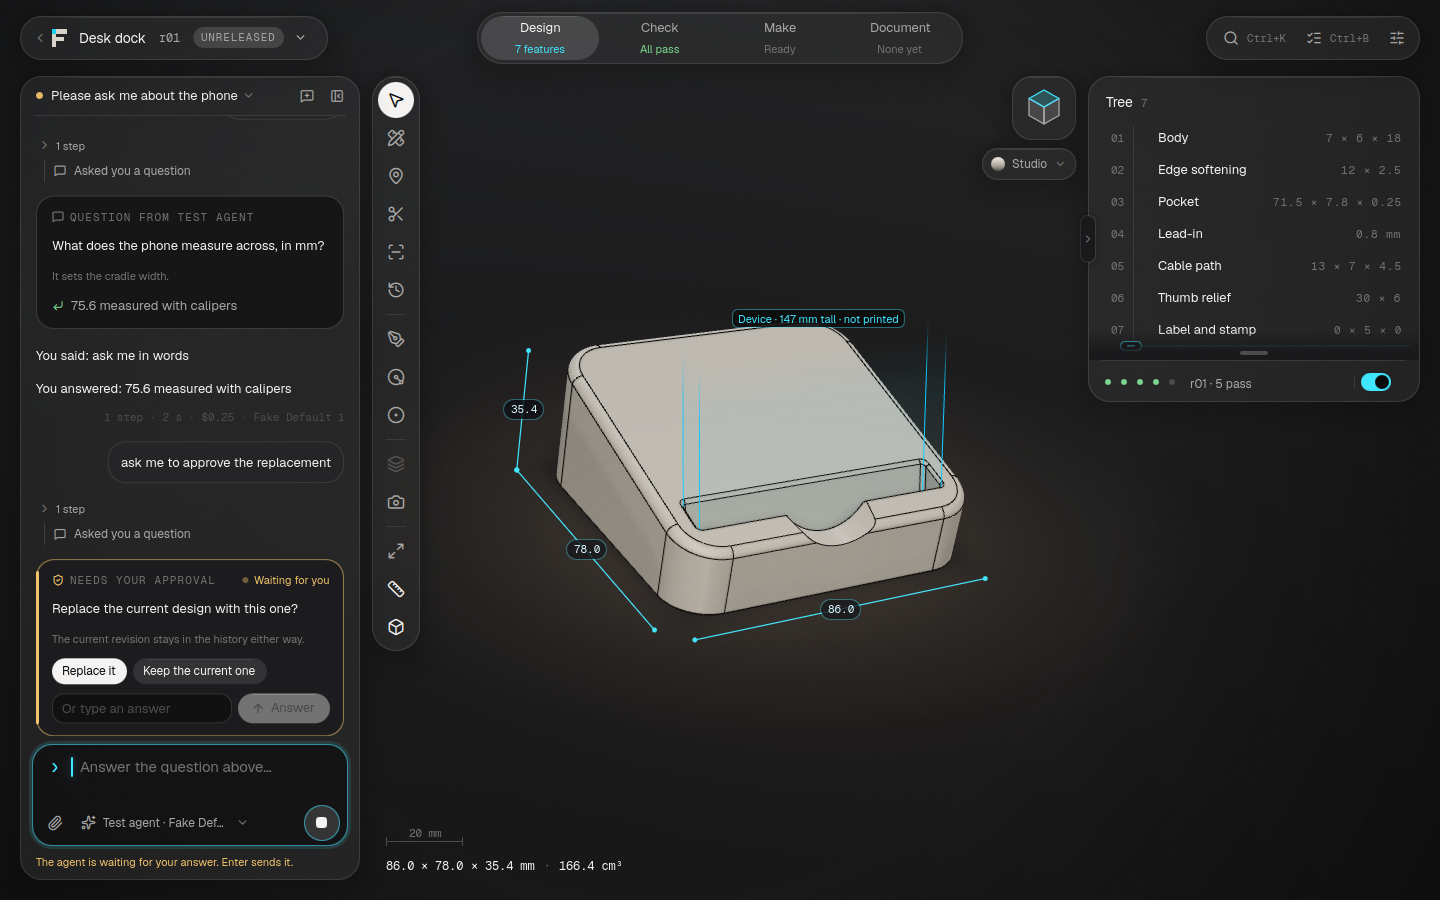 Desk dock r01 UNRELEASED
Design
7 features
Check
All pass
Make
Ready
Document
None yet
Ctrl+K
Ctrl+B
Please ask me about the phone
1 step
Asked you a question
QUESTION FROM TEST AGENT
What does the phone measure across, in mm?
It sets the cradle width.
75.6 measured with calipers
You said: ask me in words
You answered: 75.6 measured with calipers
1 step · 2 s · $0.25 · Fake Default 1
ask me to approve the replacement
1 step
Asked you a question
NEEDS YOUR APPROVAL
Waiting for you
Replace the current design with this one?
The current revision stays in the history either way.
Replace it
Keep the current one
Or type an answer
Answer
Answer the question above...
Test agent · Fake Def...
The agent is waiting for your answer. Enter sends it.
Device · 147 mm tall · not printed
35.4
78.0
86.0
20 mm
86.0 × 78.0 × 35.4 mm · 166.4 cm³
Studio
Tree 7
01 Body 7 × 6 × 18
02 Edge softening 12 × 2.5
03 Pocket 71.5 × 7.8 × 0.25
04 Lead-in 0.8 mm
05 Cable path 13 × 7 × 4.5
06 Thumb relief 30 × 6
07 Label and stamp 0 × 5 × 0
r01 · 5 pass